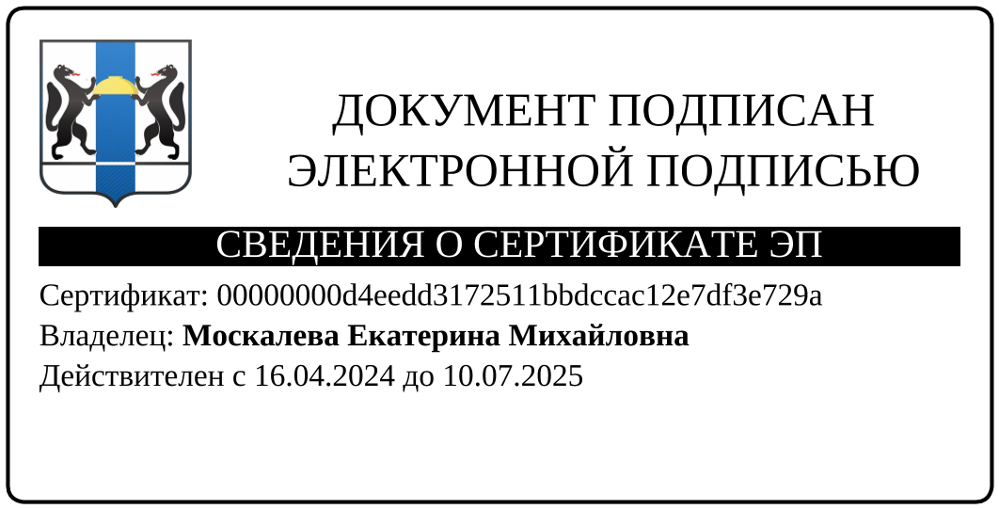 ДОКУМЕНТ ПОДПИСАН
ЭЛЕКТРОННОЙ ПОДПИСЬЮ
СВЕДЕНИЯ О СЕРТИФИКАТЕ ЭП
Сертификат: 00000000d4eedd3172511bbdccac12e7df3e729a
Владелец: Москалева Екатерина Михайловна
Действителен с 16.04.2024 до 10.07.2025